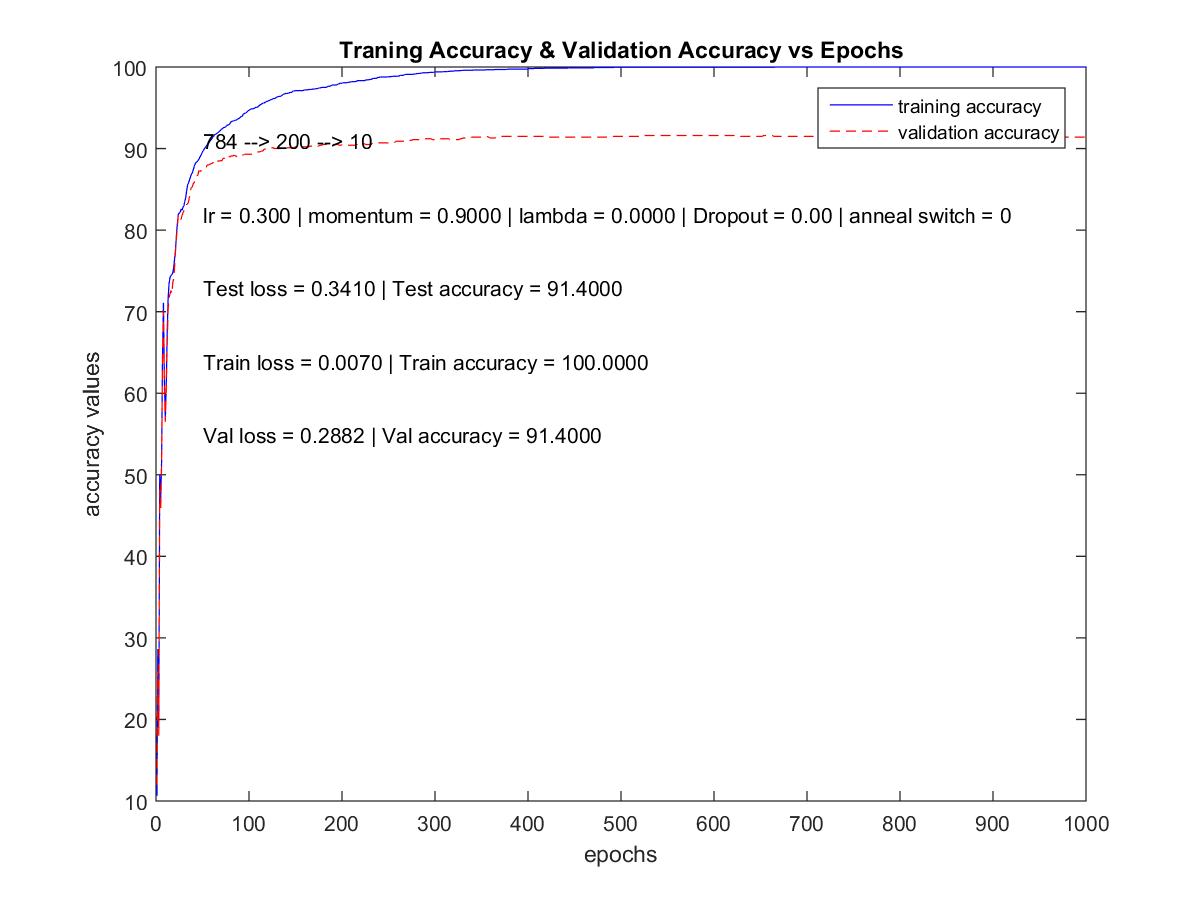 Traning Accuracy & Validation Accuracy vs Epochs
100
90
80
70
60
50
40
30
20
10
accuracy values
training accuracy
validation accuracy
784 --> 200 --> 10
lr = 0.300 | momentum = 0.9000 | lambda = 0.0000 | Dropout = 0.00 | anneal switch = 0
Test loss = 0.3410 | Test accuracy = 91.4000
Train loss = 0.0070 | Train accuracy = 100.0000
Val loss = 0.2882 | Val accuracy = 91.4000
0 100 200 300 400 500 600 700 800 900 1000
epochs